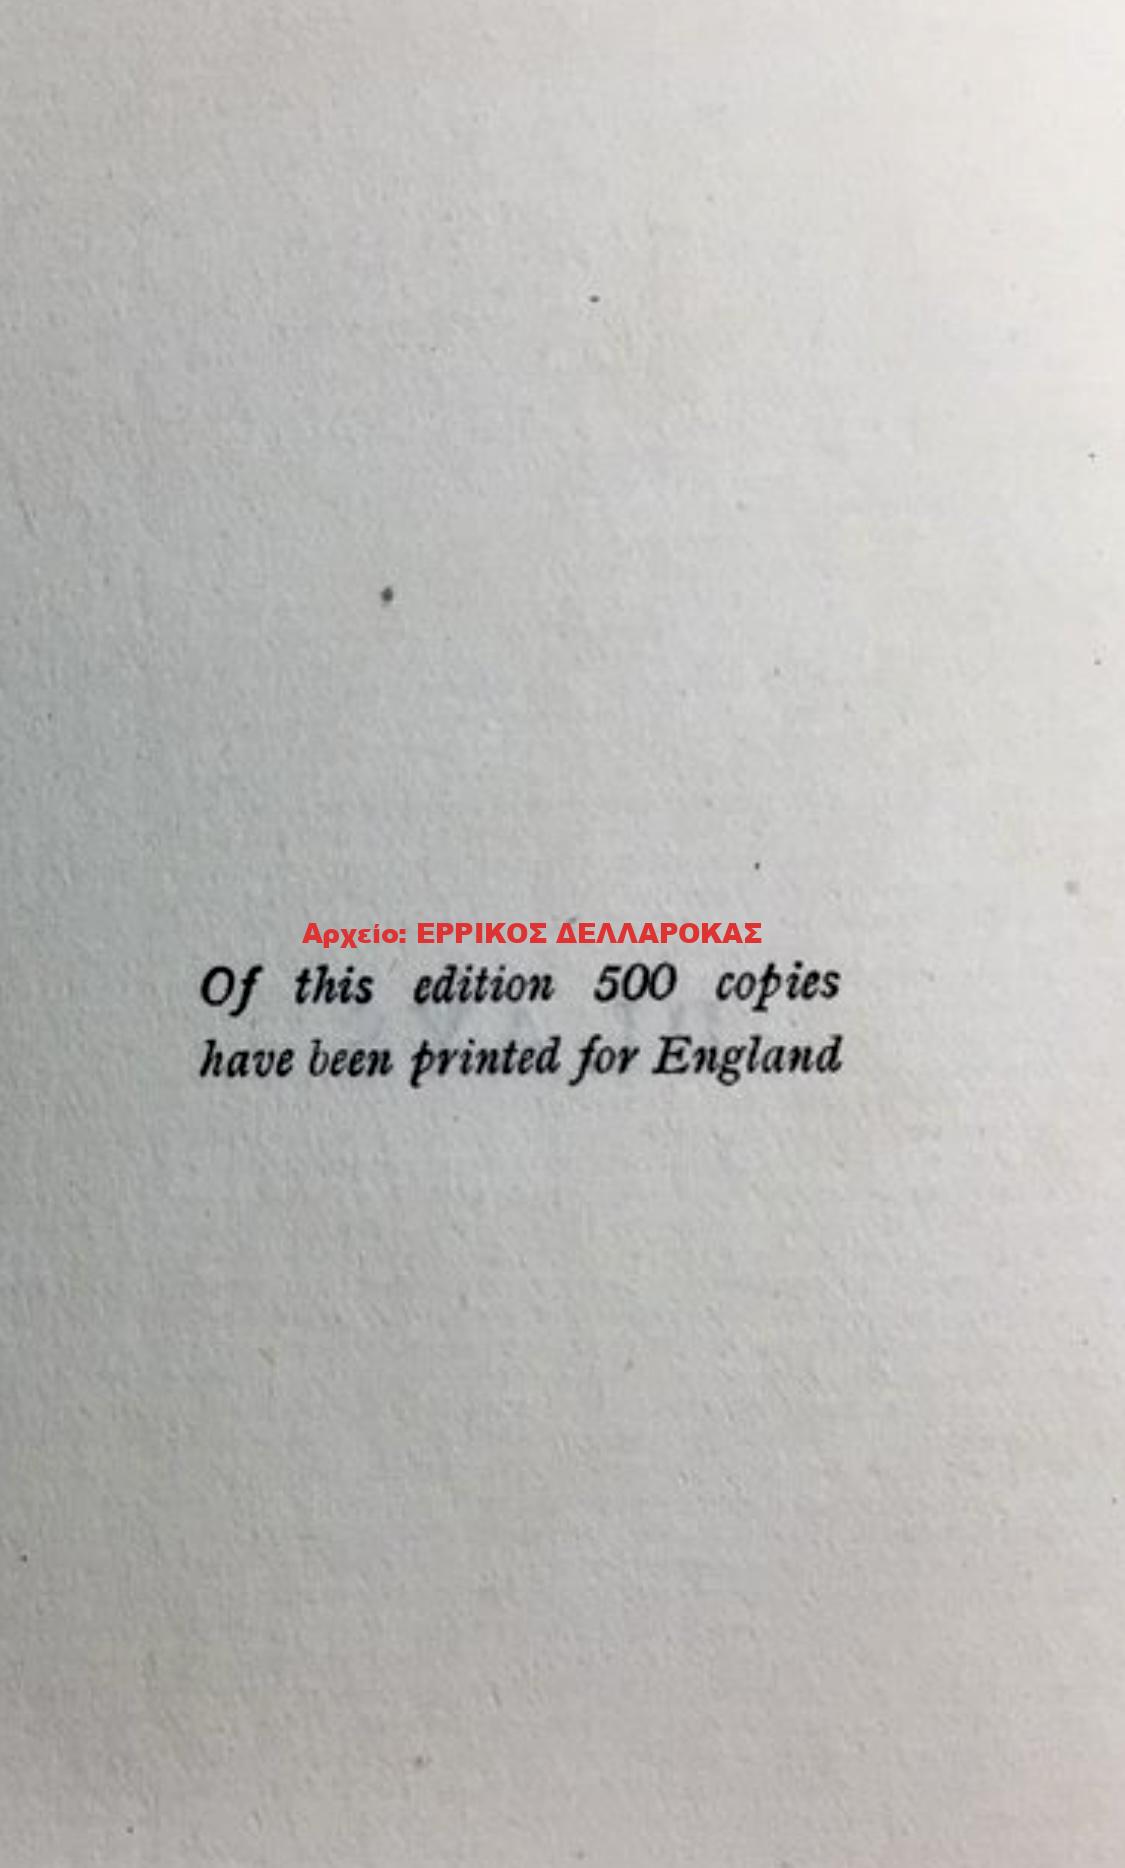 Αρχείο: ΕΡΡΙΚΟΣ ΔΕΛΛΑΡΟΚΑΣ
Of this edition 500 copies
have been printed for England